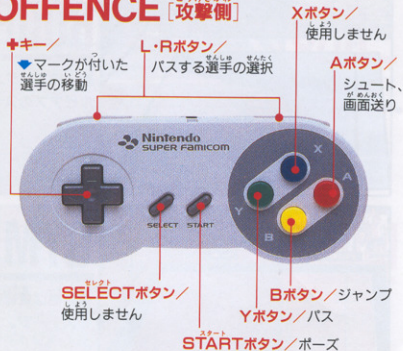 OFFENCE [攻撃側]
Xボタン/
使用しません
✚キー/
マークが付いた
選手の移動
L・Rボタン/
パスする選手の選択
Aボタン/
シュート、
画面送り
Nintendo
SUPER FAMICOM
X
A
Y
B
SELECT START
SELECTボタン/
使用しません
Bボタン/ジャンプ
Yボタン/パス
STARTボタン/ポーズ